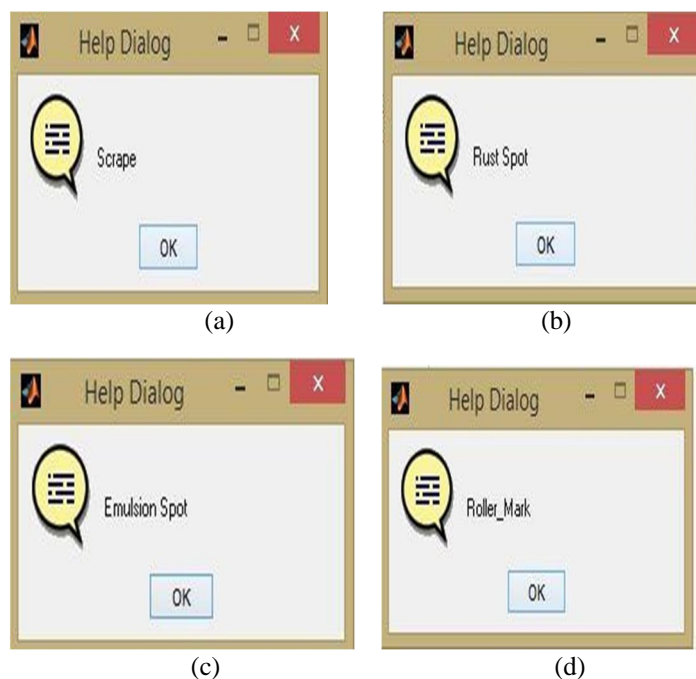 Help Dialog
Scrape
OK
(a)
Help Dialog
Rust Spot
OK
(b)
Help Dialog
Emulsion Spot
OK
(c)
Help Dialog
Roller_Mark
OK
(d)